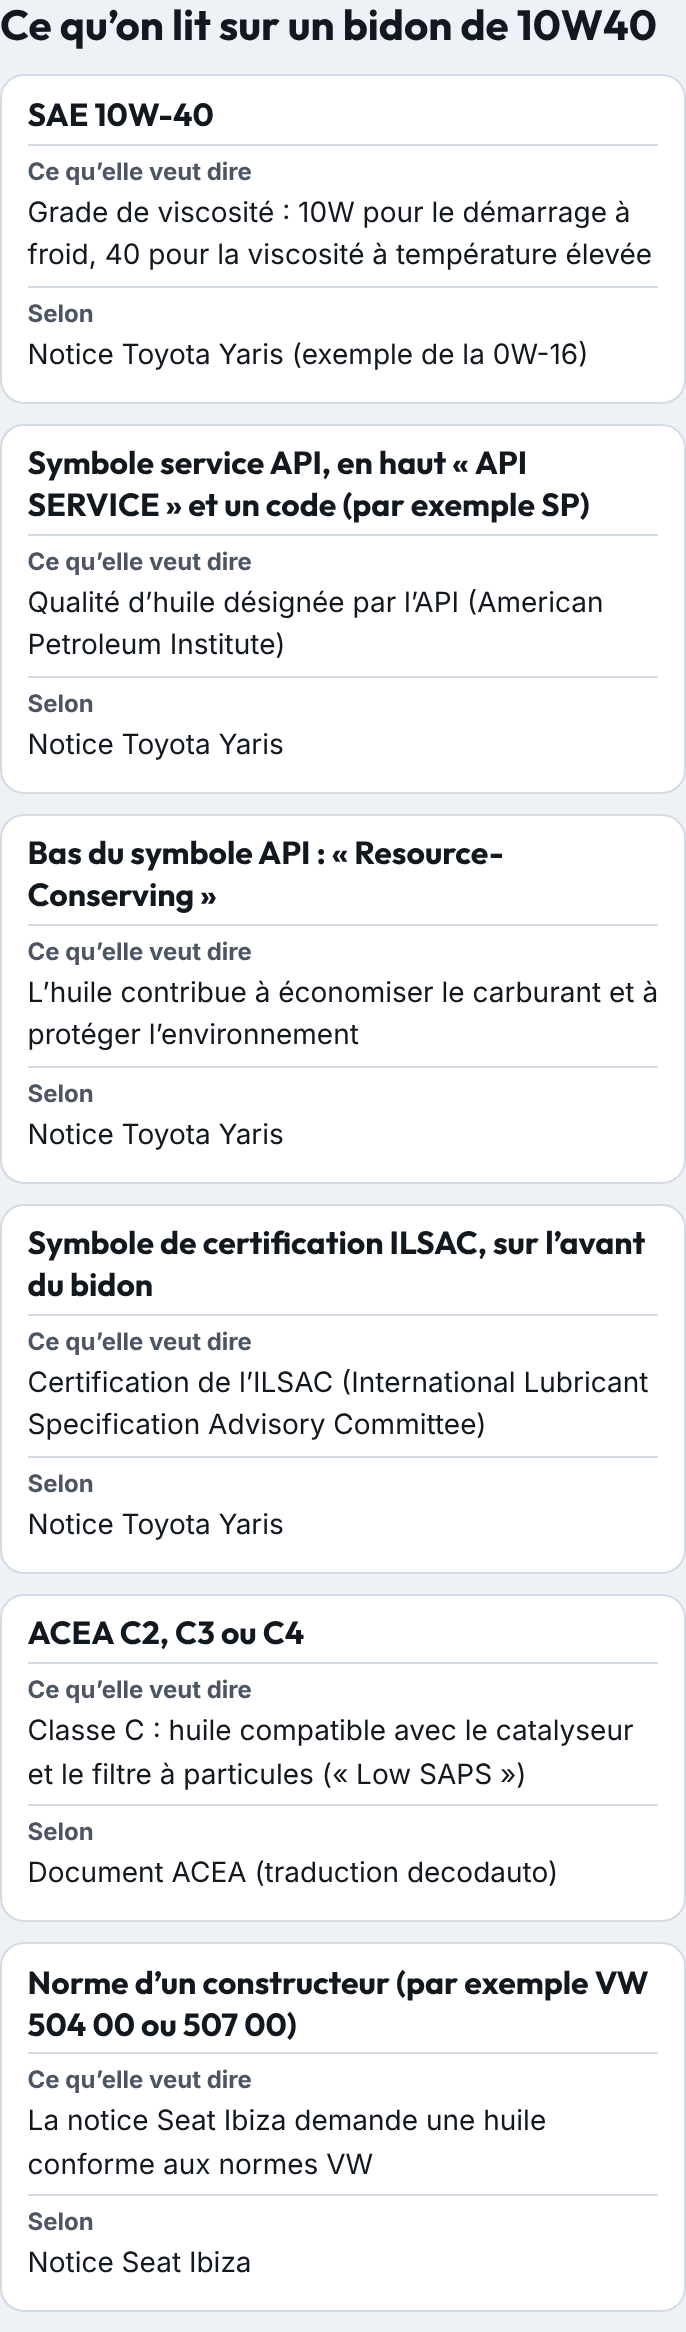 Ce qu’on lit sur un bidon de 10W40
SAE 10W-40
Ce qu’elle veut dire
Grade de viscosité : 10W pour le démarrage à
froid, 40 pour la viscosité à température élevée
Selon
Notice Toyota Yaris (exemple de la 0W-16)
Symbole service API, en haut « API
SERVICE » et un code (par exemple SP)
Ce qu’elle veut dire
Qualité d’huile désignée par l’API (American
Petroleum Institute)
Selon
Notice Toyota Yaris
Bas du symbole API : « Resource-
Conserving »
Ce qu’elle veut dire
L’huile contribue à économiser le carburant et à
protéger l’environnement
Selon
Notice Toyota Yaris
Symbole de certification ILSAC, sur l’avant
du bidon
Ce qu’elle veut dire
Certification de l’ILSAC (International Lubricant
Specification Advisory Committee)
Selon
Notice Toyota Yaris
ACEA C2, C3 ou C4
Ce qu’elle veut dire
Classe C : huile compatible avec le catalyseur
et le filtre à particules (« Low SAPS »)
Selon
Document ACEA (traduction decodauto)
Norme d’un constructeur (par exemple VW
504 00 ou 507 00)
Ce qu’elle veut dire
La notice Seat Ibiza demande une huile
conforme aux normes VW
Selon
Notice Seat Ibiza